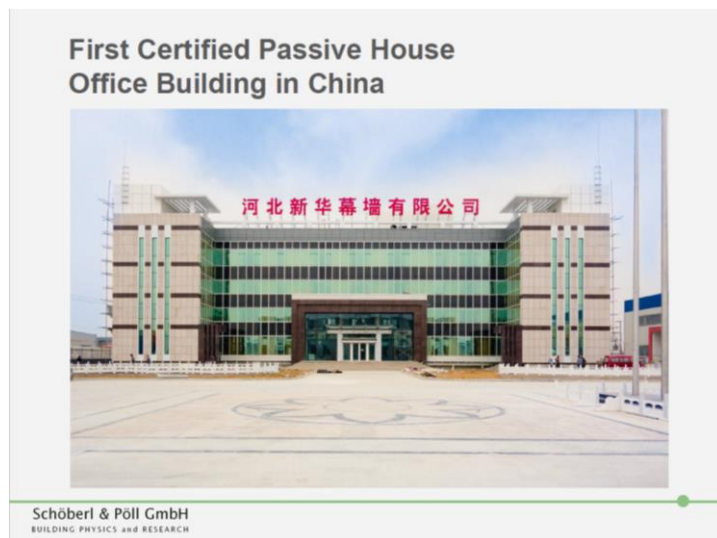 First Certified Passive House
Office Building in China
河北新华幕墙有限公司
Schöberl & Pöll GmbH
BUILDING PHYSICS and RESEARCH